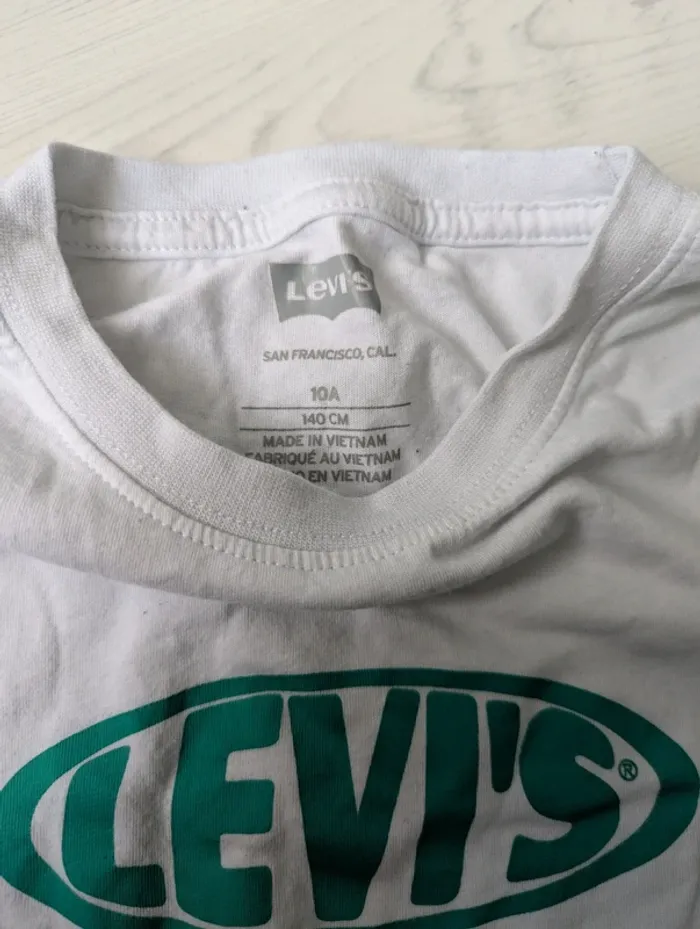 Levi's
SAN FRANCISCO, CAL.
10A
140 CM
MADE IN VIETNAM
FABRIQUÉ AU VIETNAM
EN VIETNAM
LEVI'S ®